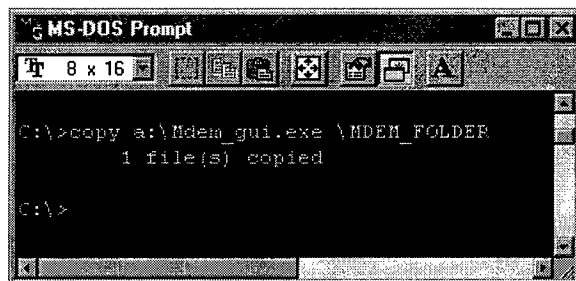 MS-DOS Prompt
8 x 16
A
C:\>copy a:\Mdem_gui.exe \MDEM_FOLDER
1 file(s) copied
C:\>